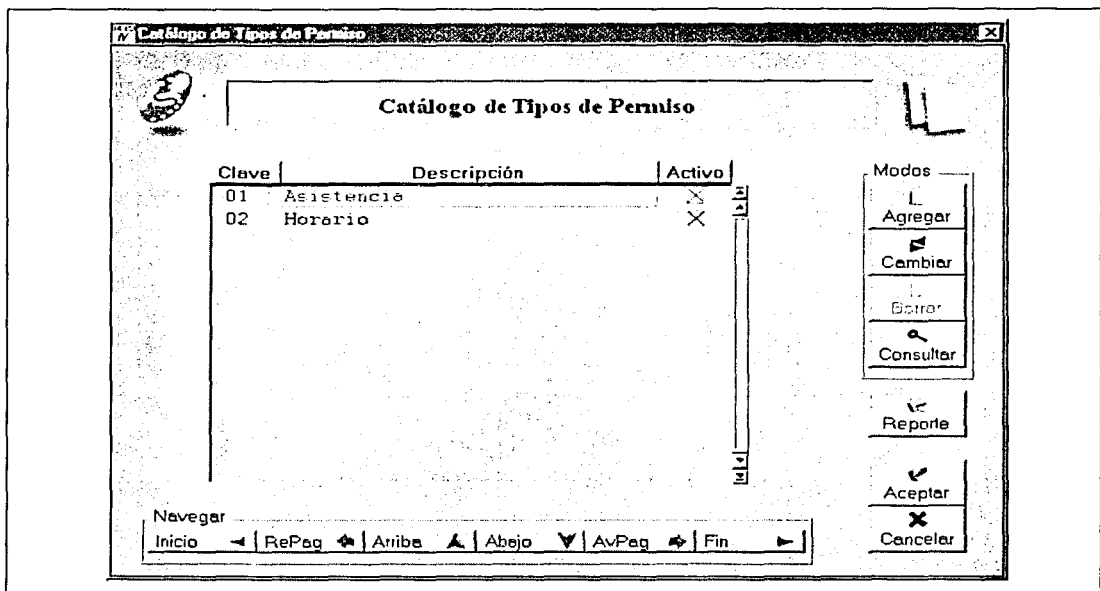 Catálogo de Tipos de Permiso
Catálogo de Tipos de Permiso
Clave Descripción Activo
01 Asistencia
02 Horario
Modos
Agregar
Cambiar
Borrar
Consultar
Reporte
Aceptar
Cancelar
Navegar
Inicio RePag Arriba Abajo AvPag Fin